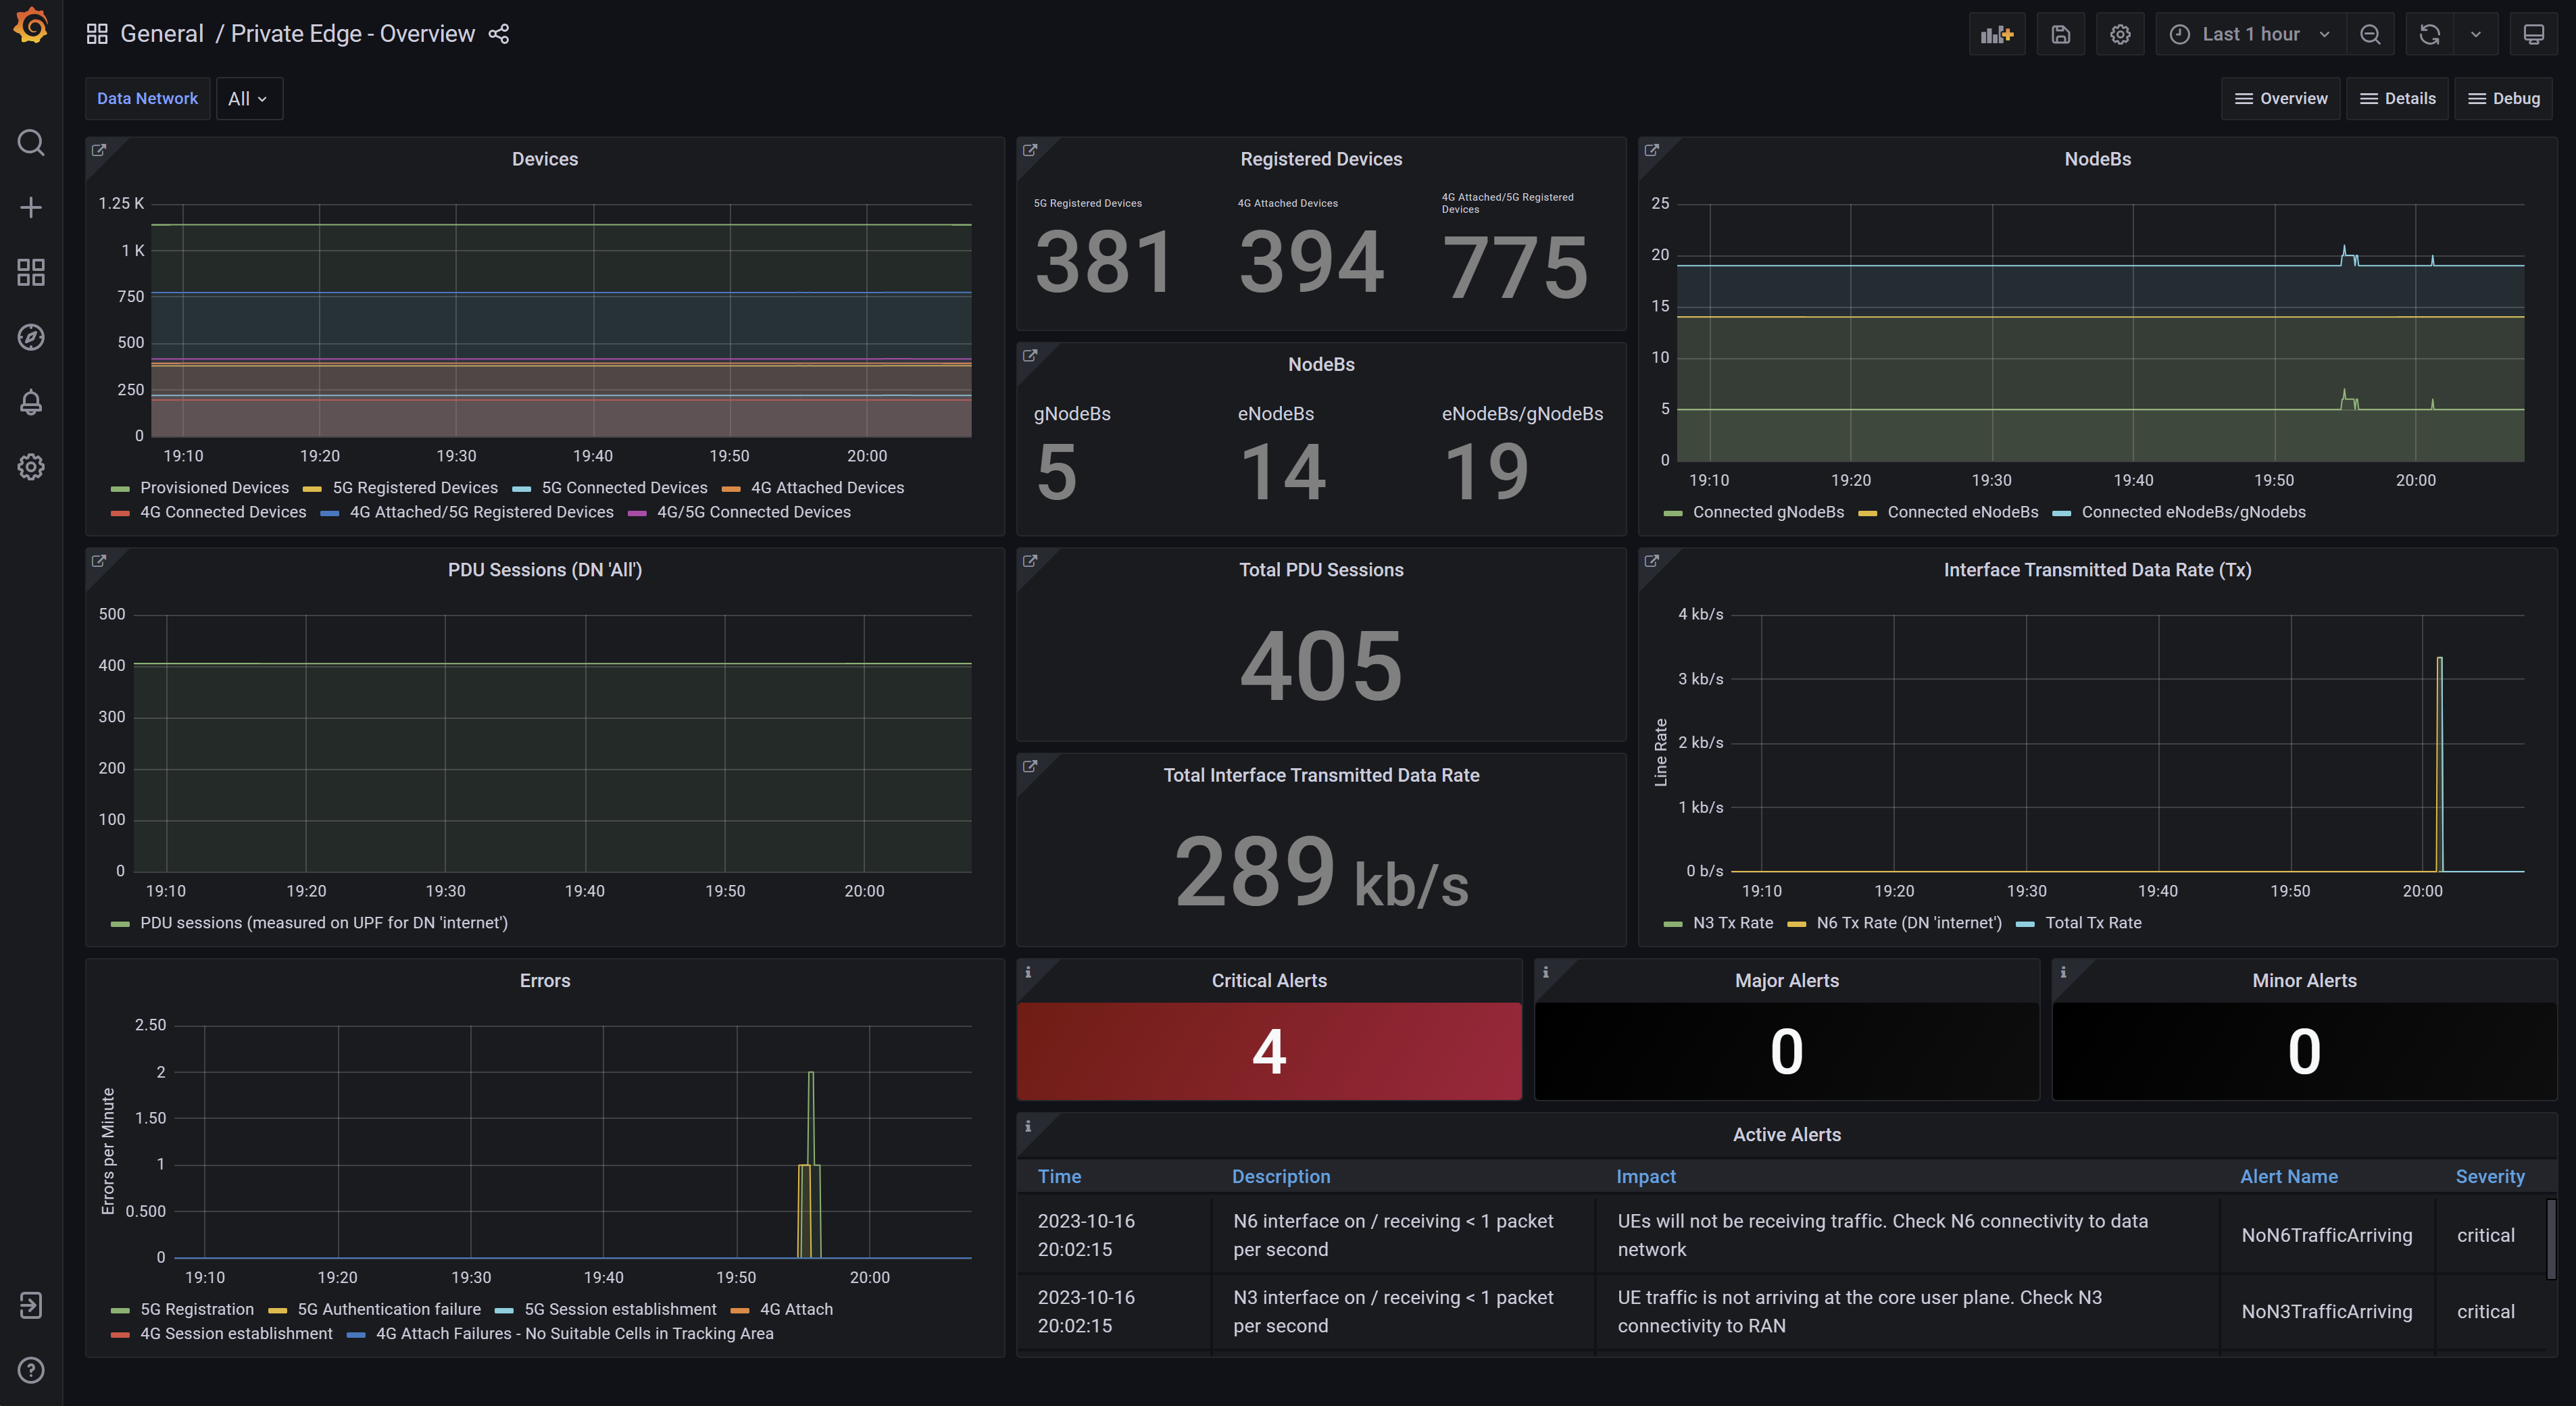 General / Private Edge - Overview
Last 1 hour
Data Network All
Overview Details Debug
Devices
1.25 K
1 K
750
500
250
0
19:10 19:20 19:30 19:40 19:50 20:00
Provisioned Devices 5G Registered Devices 5G Connected Devices 4G Attached Devices
4G Connected Devices 4G Attached/5G Registered Devices 4G/5G Connected Devices
Registered Devices
5G Registered Devices
381
4G Attached Devices
394
4G Attached/5G Registered
Devices
775
NodeBs
gNodeBs eNodeBs eNodeBs/gNodeBs
5 14 19
NodeBs
25
20
15
10
5
0
19:10 19:20 19:30 19:40 19:50 20:00
Connected gNodeBs Connected eNodeBs Connected eNodeBs/gNodebs
PDU Sessions (DN 'All')
500
400
300
200
100
0
19:10 19:20 19:30 19:40 19:50 20:00
PDU sessions (measured on UPF for DN 'internet')
Total PDU Sessions
405
Total Interface Transmitted Data Rate
289 kb/s
Interface Transmitted Data Rate (Tx)
Line Rate
4 kb/s
3 kb/s
2 kb/s
1 kb/s
0 b/s
19:10 19:20 19:30 19:40 19:50 20:00
N3 Tx Rate N6 Tx Rate (DN 'internet') Total Tx Rate
Errors
Errors per Minute
2.50
2
1.50
1
0.500
0
19:10 19:20 19:30 19:40 19:50 20:00
5G Registration 5G Authentication failure 5G Session establishment 4G Attach
4G Session establishment 4G Attach Failures - No Suitable Cells in Tracking Area
Critical Alerts
4
Major Alerts
0
Minor Alerts
0
Active Alerts
Time Description Impact Alert Name Severity
2023-10-16
20:02:15
N6 interface on / receiving < 1 packet
per second
UEs will not be receiving traffic. Check N6 connectivity to data
network
NoN6TrafficArriving
critical
2023-10-16
20:02:15
N3 interface on / receiving < 1 packet
per second
UE traffic is not arriving at the core user plane. Check N3
connectivity to RAN
NoN3TrafficArriving
critical